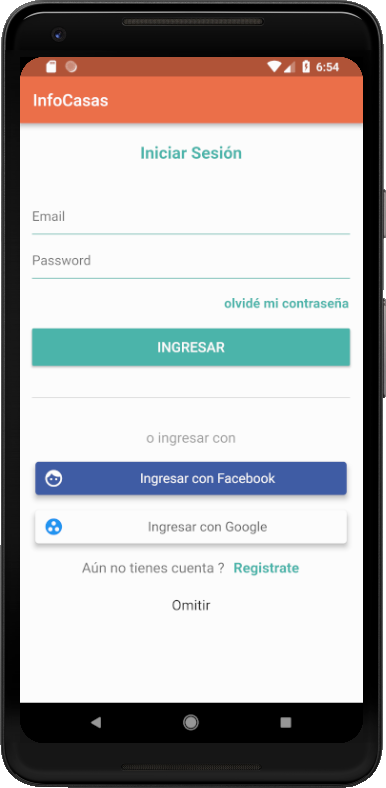 6:54
InfoCasas
Iniciar Sesión
Email
Password
olvidé mi contraseña
INGRESAR
o ingresar con
Ingresar con Facebook
Ingresar con Google
Aún no tienes cuenta ? Registrate
Omitir